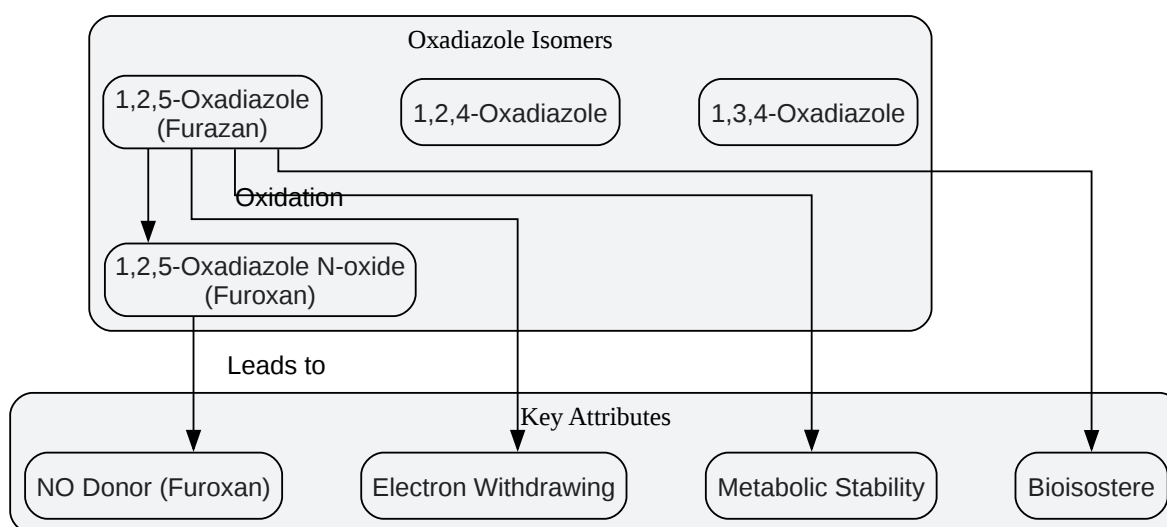 Oxadiazole Isomers
1,2,5-Oxadiazole
(Furazan)
1,2,4-Oxadiazole
1,3,4-Oxadiazole
Oxidation
1,2,5-Oxadiazole N-oxide
(Furoxan)
Leads to
Key Attributes
NO Donor (Furoxan)
Electron Withdrawing
Metabolic Stability
Bioisostere